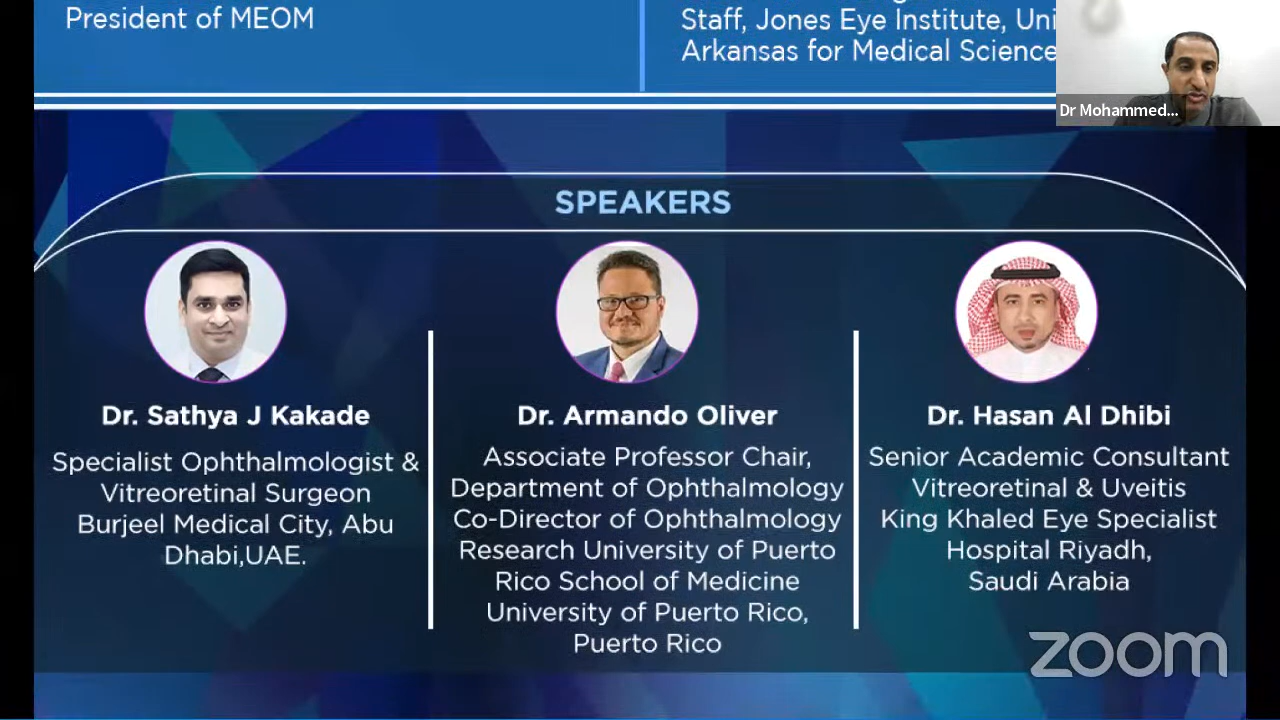 President of MEOM
Staff, Jones Eye Institute, Uni
Arkansas for Medical Science
Dr Mohammed...
SPEAKERS
Dr. Sathya J Kakade
Specialist Ophthalmologist &
Vitreoretinal Surgeon
Burjeel Medical City, Abu
Dhabi,UAE.
Dr. Armando Oliver
Associate Professor Chair,
Department of Ophthalmology
Co-Director of Ophthalmology
Research University of Puerto
Rico School of Medicine
University of Puerto Rico,
Puerto Rico
Dr. Hasan Al Dhibi
Senior Academic Consultant
Vitreoretinal & Uveitis
King Khaled Eye Specialist
Hospital Riyadh,
Saudi Arabia
zoom